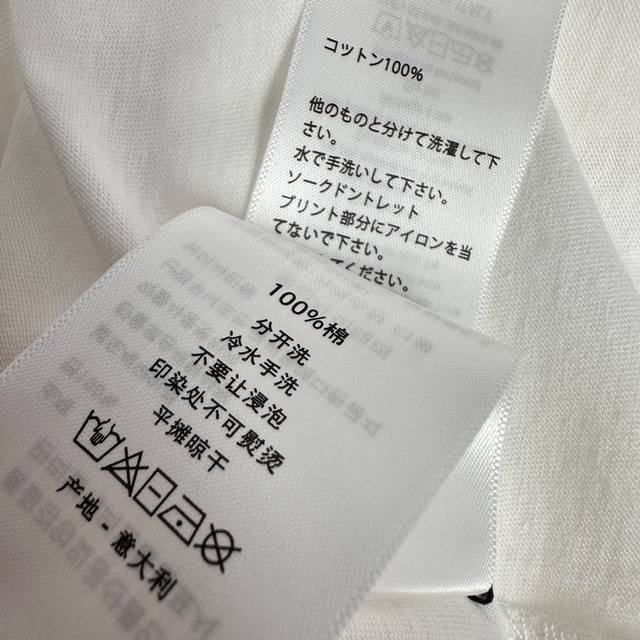 コットン100%
他のものと分けて洗濯して下
さい。
水で手洗いして下さい。
ソークドントレット
プリント部分にアイロンを当
てないで下さい。
てください。
100%棉
分开洗
冷水手洗
不要让浸泡
印染处不可熨烫
平摊晾干
产地-意大利